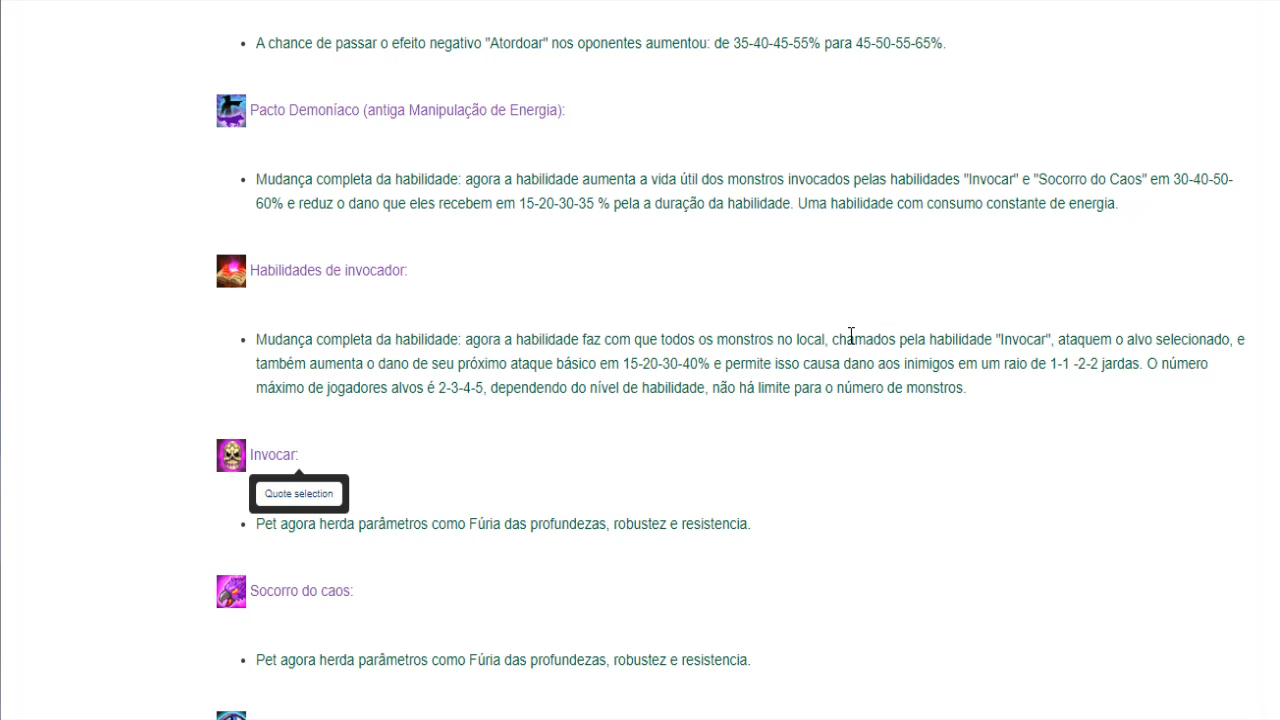 A chance de passar o efeito negativo "Atordoar" nos oponentes aumentou: de 35-40-45-55% para 45-50-55-65%.
Pacto Demoníaco (antiga Manipulação de Energia):
Mudança completa da habilidade: agora a habilidade aumenta a vida útil dos monstros invocados pelas habilidades "Invocar" e "Socorro do Caos" em 30-40-50-
60% e reduz o dano que eles recebem em 15-20-30-35 % pela a duração da habilidade. Uma habilidade com consumo constante de energia.
Habilidades de invocador:
Mudança completa da habilidade: agora a habilidade faz com que todos os monstros no local, chamados pela habilidade "Invocar", ataquem o alvo selecionado, e
também aumenta o dano de seu próximo ataque básico em 15-20-30-40% e permite isso causa dano aos inimigos em um raio de 1-1 -2-2 jardas. O número
máximo de jogadores alvos é 2-3-4-5, dependendo do nível de habilidade, não há limite para o número de monstros.
Invocar:
Quote selection
Pet agora herda parâmetros como Fúria das profundezas, robustez e resistencia.
Socorro do caos:
Pet agora herda parâmetros como Fúria das profundezas, robustez e resistencia.